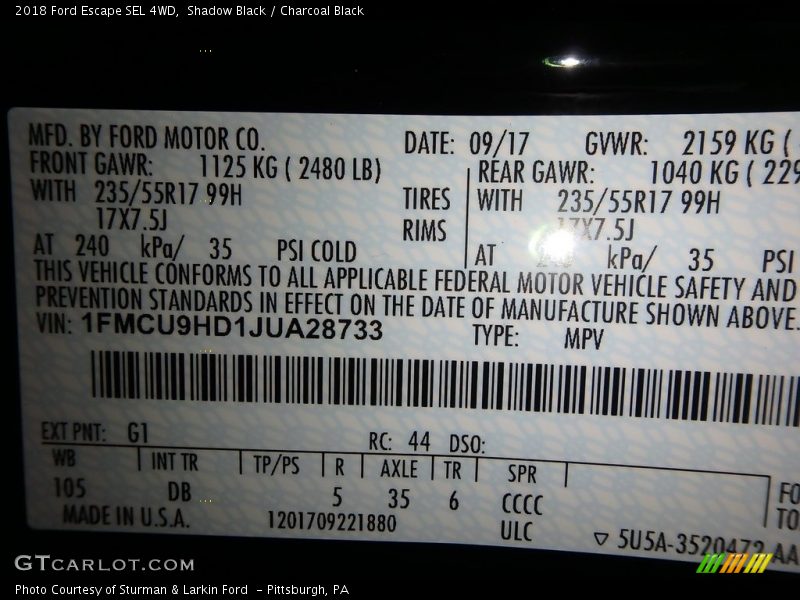 2018 Ford Escape SEL 4WD,  Shadow Black / Charcoal Black
MFD. BY FORD MOTOR CO. DATE: 09/17 GVWR: 2159 KG (
FRONT GAWR: 1125 KG ( 2480 LB) REAR GAWR: 1040 KG ( 229
WITH 235/55R17 99H TIRES WITH 235/55R17 99H
17X7.5J RIMS 17X7.5J
AT 240 kPa/ 35 PSI COLD AT kPa/ 35 PSI
THIS VEHICLE CONFORMS TO ALL APPLICABLE FEDERAL MOTOR VEHICLE SAFETY AND
PREVENTION STANDARDS IN EFFECT ON THE DATE OF MANUFACTURE SHOWN ABOVE.
VIN: 1FMCU9HD1JUA28733 TYPE: MPV
EXT PNT: G1 RC: 44 DSO:
WB INT TR TP/PS R AXLE TR SPR
105 DB 5 35 6 CCCC
MADE IN U.S.A. 1201709221880 ULC
FO
TO
5U5A-3520472 AA
GTCARLOT.COM
Photo Courtesy of Sturman & Larkin Ford  - Pittsburgh, PA